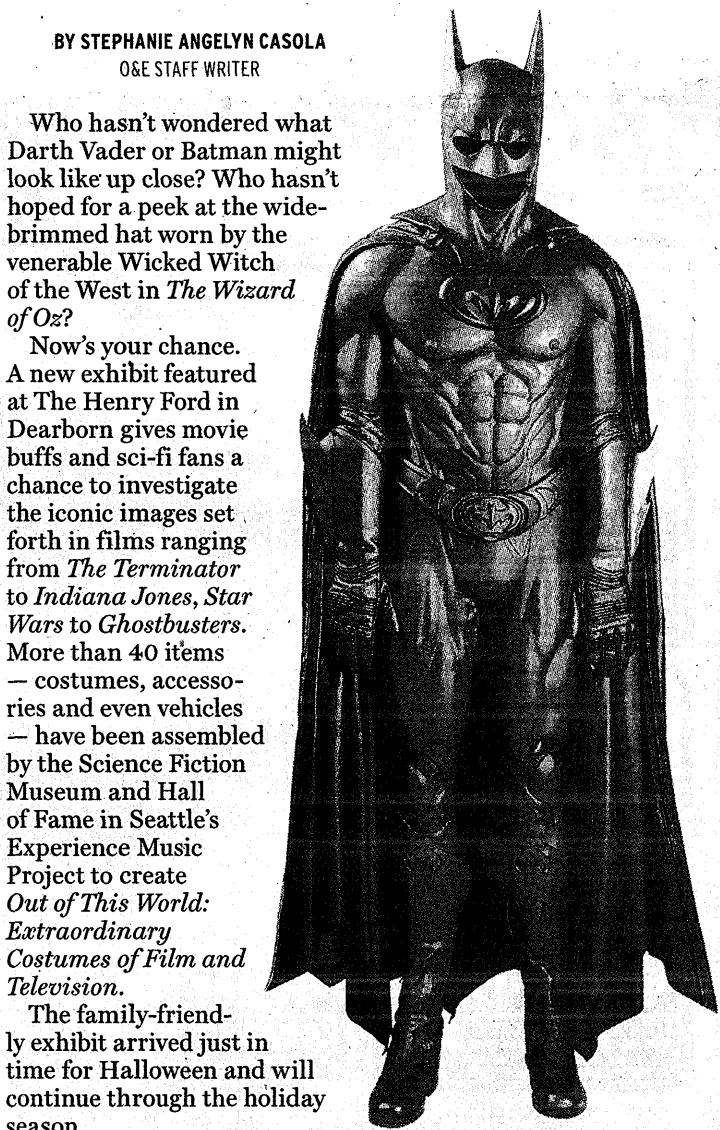 BY STEPHANIE ANGELYN CASOLA
O&E STAFF WRITER
Who hasn't wondered what
Darth Vader or Batman might
look like up close? Who hasn't
hoped for a peek at the wide-
brimmed hat worn by the
venerable Wicked Witch
of the West in The Wizard
of Oz?
Now's your chance.
A new exhibit featured
at The Henry Ford in
Dearborn gives movie
buffs and sci-fi fans a
chance to investigate
the iconic images set
forth in films ranging
from The Terminator
to Indiana Jones, Star
Wars to Ghostbusters.
More than 40 items
— costumes, accesso-
ries and even vehicles
— have been assembled
by the Science Fiction
Museum and Hall
of Fame in Seattle's
Experience Music
Project to create
Out of This World:
Extraordinary
Costumes of Film and
Television.
The family-friend-
ly exhibit arrived just in
time for Halloween and will
continue through the holiday
season.